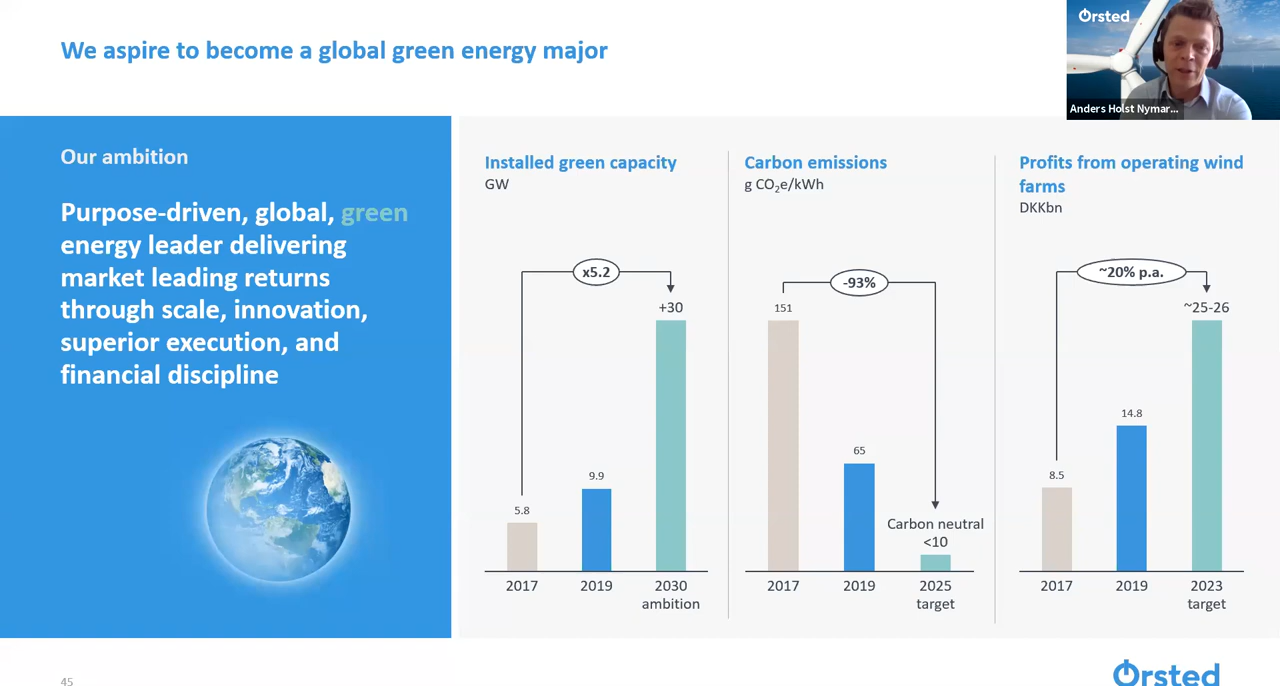 We aspire to become a global green energy major
Ørsted
Anders Holst Nymar...
Our ambition
Purpose-driven, global, green
energy leader delivering
market leading returns
through scale, innovation,
superior execution, and
financial discipline
Installed green capacity
GW
x5.2
+30
9.9
5.8
2017 2019 2030
ambition
Carbon emissions
g CO₂e/kWh
-93%
151
65
Carbon neutral
<10
2017 2019 2025
target
Profits from operating wind
farms
DKKbn
~20% p.a.
~25-26
14.8
8.5
2017 2019 2023
target
45
Ørsted